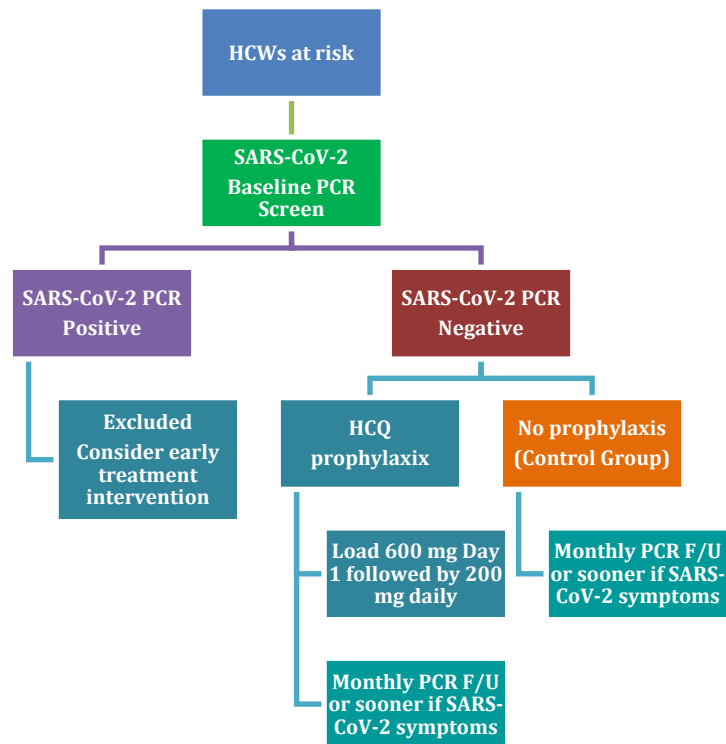 HCWs at risk
SARS-CoV-2
Baseline PCR
Screen
SARS-CoV-2 PCR
Positive
SARS-CoV-2 PCR
Negative
Excluded
Consider early
treatment
intervention
HCQ
prophylaxix
No prophylaxis
(Control Group)
Load 600 mg Day
1 followed by 200
mg daily
Monthly PCR F/U
or sooner if SARS-
CoV-2 symptoms
Monthly PCR F/U
or sooner if SARS-
CoV-2 symptoms